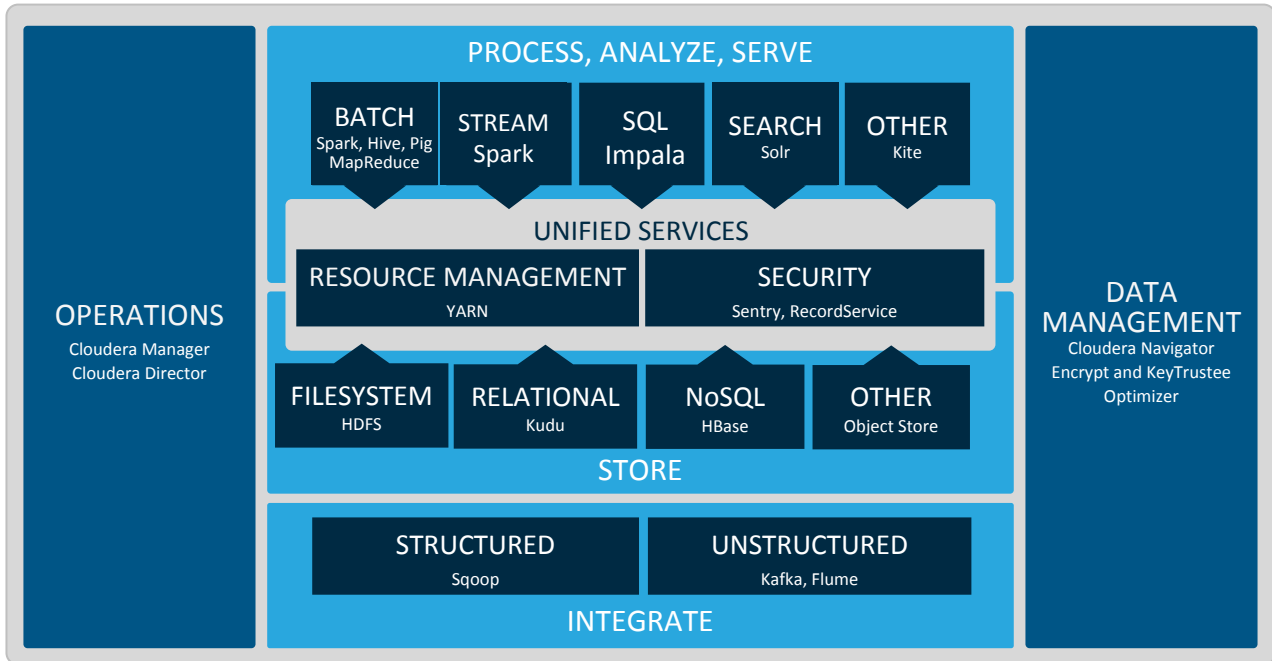 PROCESS, ANALYZE, SERVE
BATCH
Spark, Hive, Pig
MapReduce
STREAM
Spark
SQL
Impala
SEARCH
Solr
OTHER
Kite
UNIFIED SERVICES
RESOURCE MANAGEMENT
YARN
SECURITY
Sentry, RecordService
OPERATIONS
Cloudera Manager
Cloudera Director
DATA
MANAGEMENT
Cloudera Navigator
Encrypt and KeyTrustee
Optimizer
FILESYSTEM
HDFS
RELATIONAL
Kudu
NoSQL
HBase
OTHER
Object Store
STORE
STRUCTURED
Sqoop
UNSTRUCTURED
Kafka, Flume
INTEGRATE